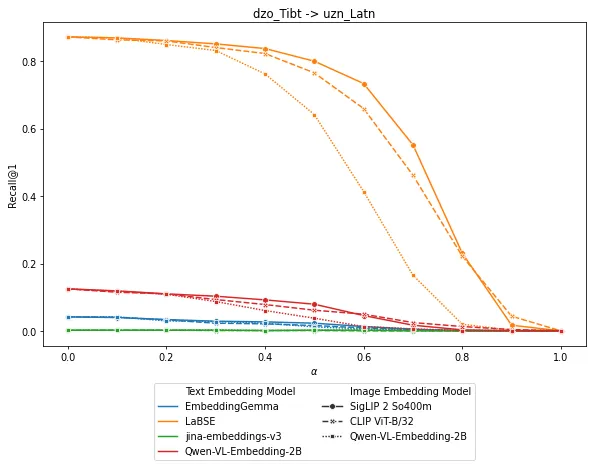 dzo_Tibt -> uzn_Latn
Recall@1
0.8
0.6
0.4
0.2
0.0
0.0 0.2 0.4 0.6 0.8 1.0
α
Text Embedding Model
EmbeddingGemma
LaBSE
jina-embeddings-v3
Qwen-VL-Embedding-2B
Image Embedding Model
SigLIP 2 So400m
CLIP ViT-B/32
Qwen-VL-Embedding-2B